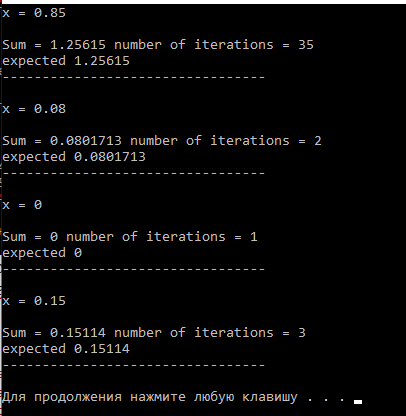 x = 0.85
Sum = 1.25615 number of iterations = 35
expected 1.25615
---------------------------------
x = 0.08
Sum = 0.0801713 number of iterations = 2
expected 0.0801713
---------------------------------
x = 0
Sum = 0 number of iterations = 1
expected 0
---------------------------------
x = 0.15
Sum = 0.15114 number of iterations = 3
expected 0.15114
---------------------------------
Для продолжения нажмите любую клавишу . . .